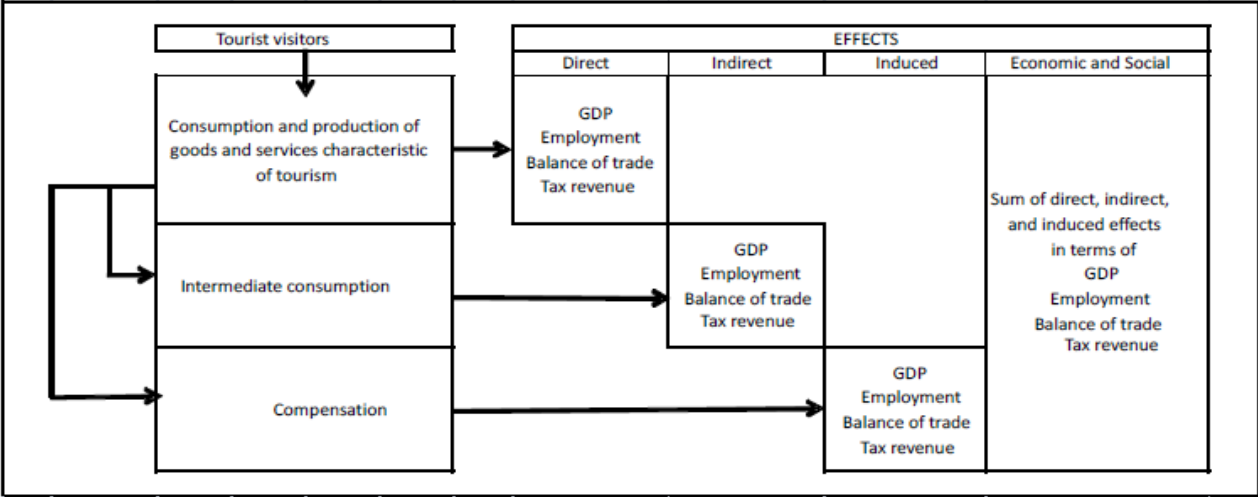 Tourist visitors
EFFECTS
Direct
Indirect
Induced
Economic and Social
Consumption and production of
goods and services characteristic
of tourism
GDP
Employment
Balance of trade
Tax revenue
Intermediate consumption
GDP
Employment
Balance of trade
Tax revenue
Compensation
GDP
Employment
Balance of trade
Tax revenue
Sum of direct, indirect,
and induced effects
in terms of
GDP
Employment
Balance of trade
Tax revenue